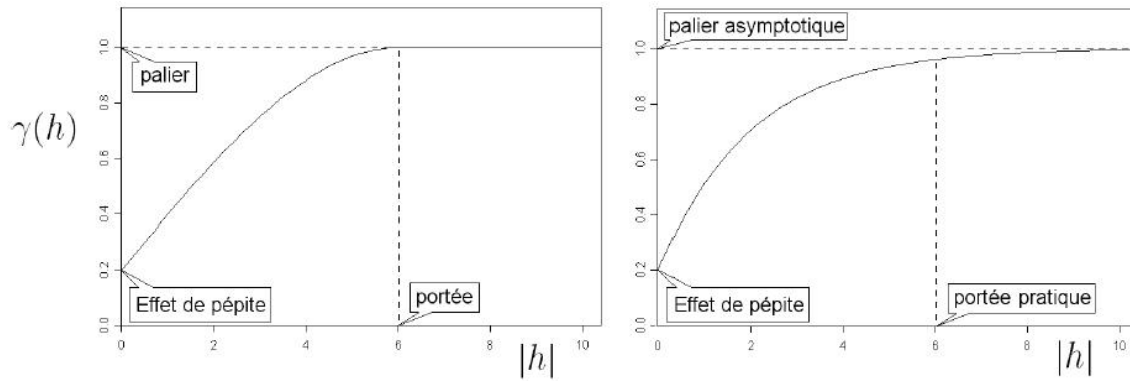 γ(h)
1.0
0.8
0.6
0.4
0.2
0.0
palier
Effet de pépite
portée
0 2 4 6 8 10
|h|
1.0
0.8
0.6
0.4
0.2
0.0
palier asymptotique
Effet de pépite
portée pratique
0 2 4 6 8 10
|h|